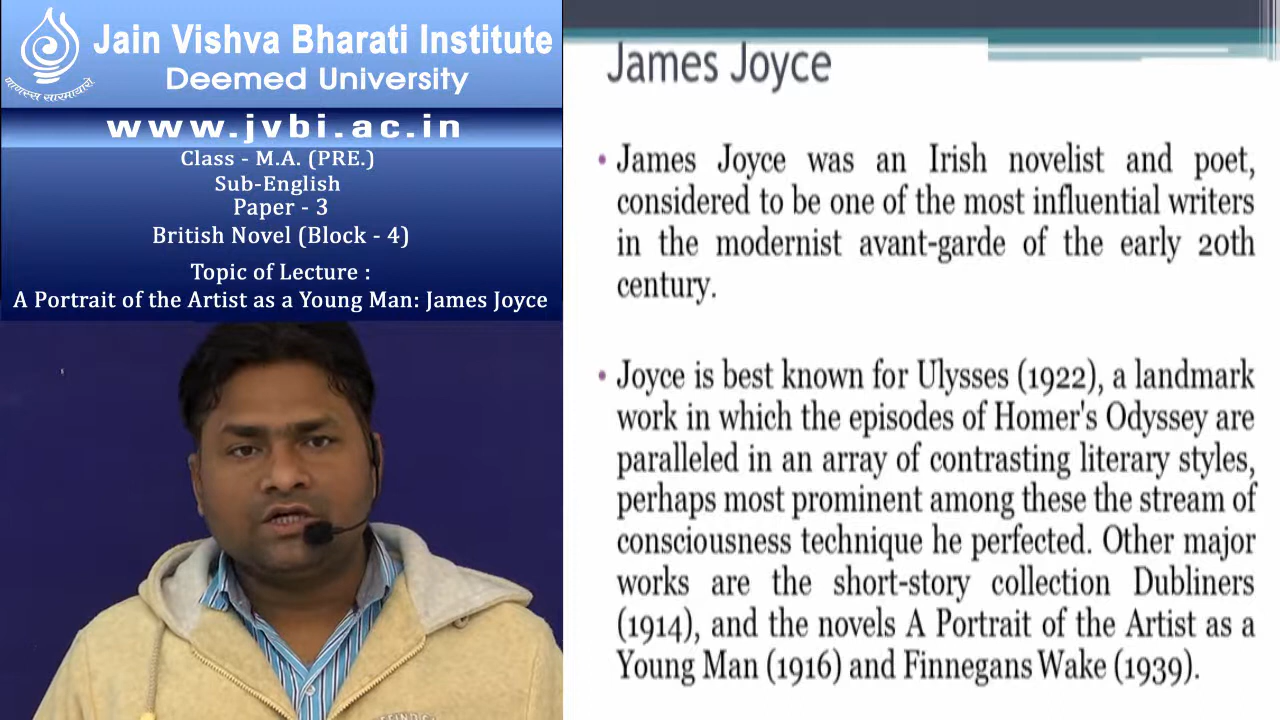 Jain Vishva Bharati Institute
Deemed University
www.jvbi.ac.in
Class - M.A. (PRE.)
Sub-English
Paper - 3
British Novel (Block - 4)
Topic of Lecture :
A Portrait of the Artist as a Young Man: James Joyce
James Joyce
• James Joyce was an Irish novelist and poet,
considered to be one of the most influential writers
in the modernist avant-garde of the early 20th
century.
• Joyce is best known for Ulysses (1922), a landmark
work in which the episodes of Homer's Odyssey are
paralleled in an array of contrasting literary styles,
perhaps most prominent among these the stream of
consciousness technique he perfected. Other major
works are the short-story collection Dubliners
(1914), and the novels A Portrait of the Artist as a
Young Man (1916) and Finnegans Wake (1939).